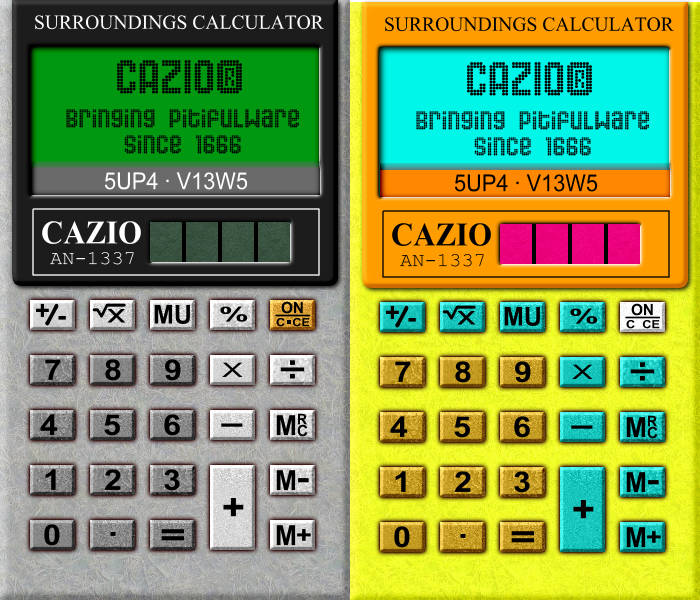 SURROUNDINGS CALCULATOR
CAZIO®
Bringing Pitifulware
Since 1666
5UP4 · V13W5
CAZIO
AN-1337
+/- √x MU % ON
C·CE
7 8 9 × ÷
4 5 6 − MRC
1 2 3 + M-
0 · = M+
SURROUNDINGS CALCULATOR
CAZIO®
Bringing Pitifulware
Since 1666
5UP4 · V13W5
CAZIO
AN-1337
+/- √x MU % ON
C CE
7 8 9 × ÷
4 5 6 − MRC
1 2 3 + M-
0 · = M+